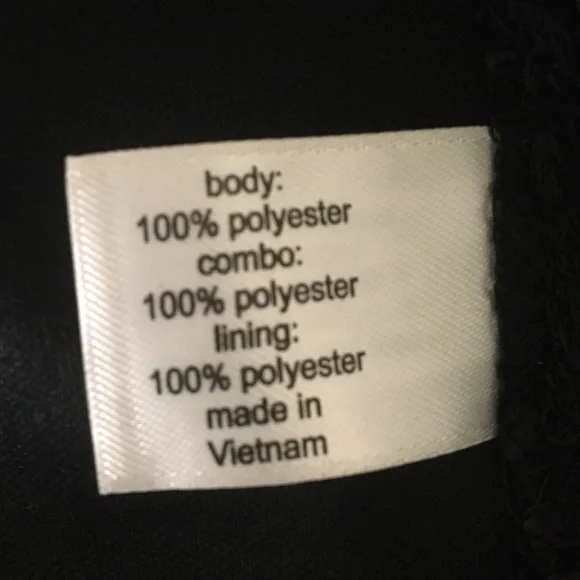 body:
100% polyester
combo:
100% polyester
lining:
100% polyester
made in
Vietnam